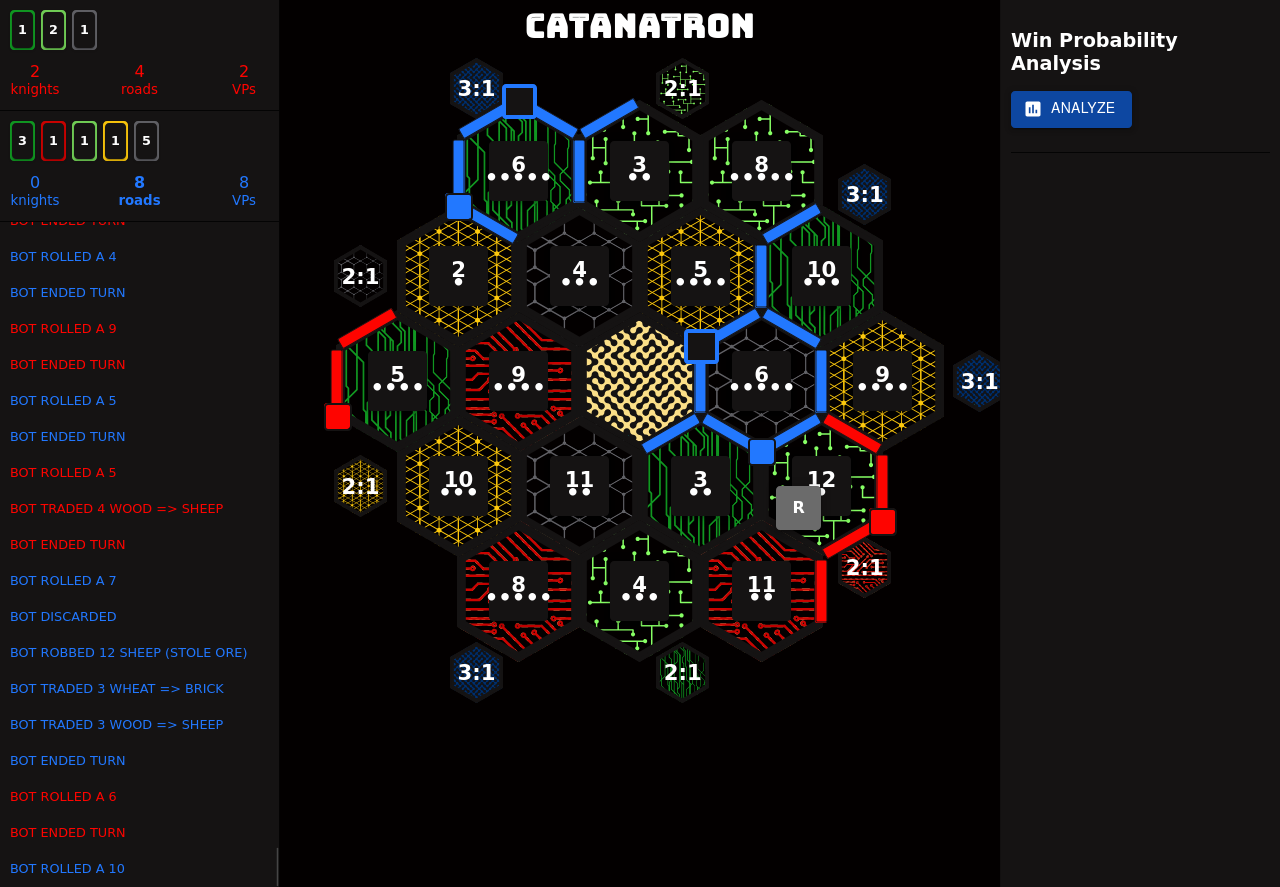 1 2 1
2 4 2
knights roads VPs
3 1 1 1 5
0 8 8
knights roads VPs
BOT ENDED TURN
BOT ROLLED A 4
BOT ENDED TURN
BOT ROLLED A 9
BOT ENDED TURN
BOT ROLLED A 5
BOT ENDED TURN
BOT ROLLED A 5
BOT TRADED 4 WOOD => SHEEP
BOT ENDED TURN
BOT ROLLED A 7
BOT DISCARDED
BOT ROBBED 12 SHEEP (STOLE ORE)
BOT TRADED 3 WHEAT => BRICK
BOT TRADED 3 WOOD => SHEEP
BOT ENDED TURN
BOT ROLLED A 6
BOT ENDED TURN
BOT ROLLED A 10
CATANATRON
3:1 2:1
6 3 8
3:1
2:1 2 4 5 10
5 9 6 9 3:1
2:1 10 11 3 12
R
8 4 11 2:1
3:1 2:1
Win Probability
Analysis
ANALYZE